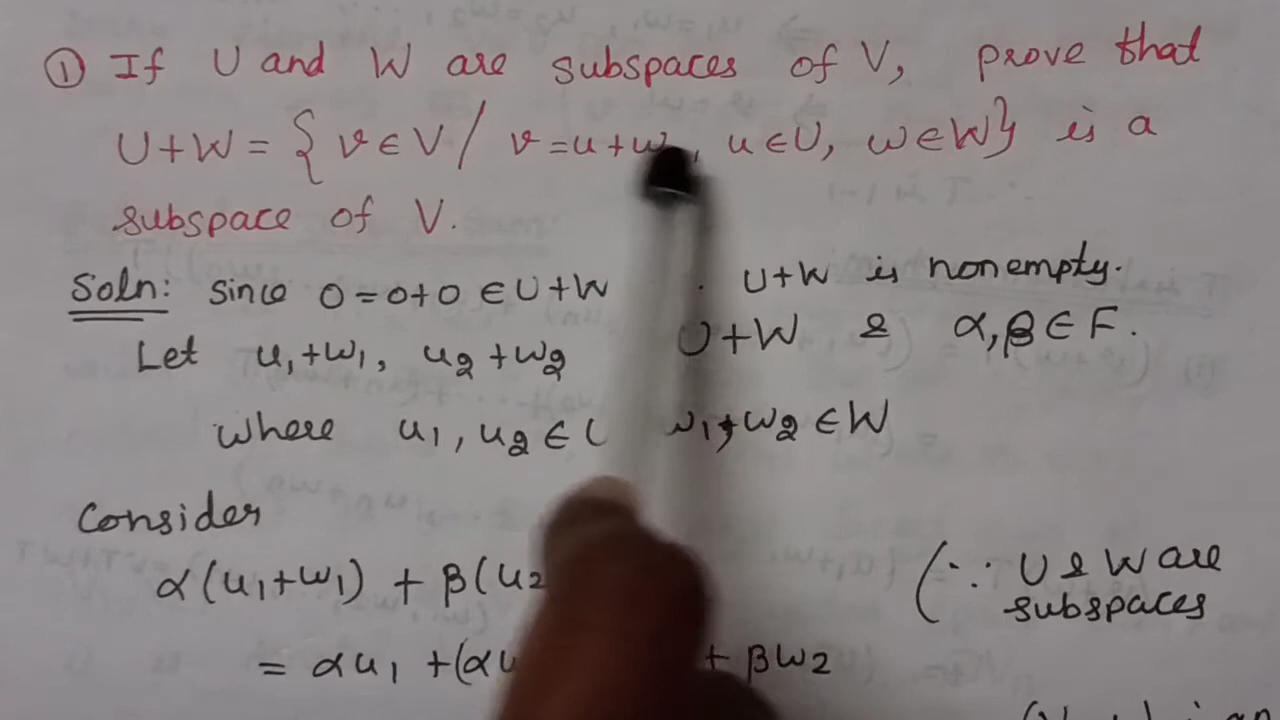 ① If U and W are subspaces of V, prove that
U+W = { v∈V / v=u+w, u∈U, w∈W} is a
subspace of V.
Soln: since 0=0+0 ∈U+W ∴ U+W is nonempty.
Let u₁+w₁, u₂+w₂ U+W & α,β∈F.
where u₁,u₂∈ w₁,w₂∈W
Consider
α(u₁+w₁) + β(u₂ (∵ U & W are
subspaces
= αu₁ +(α + βw₂